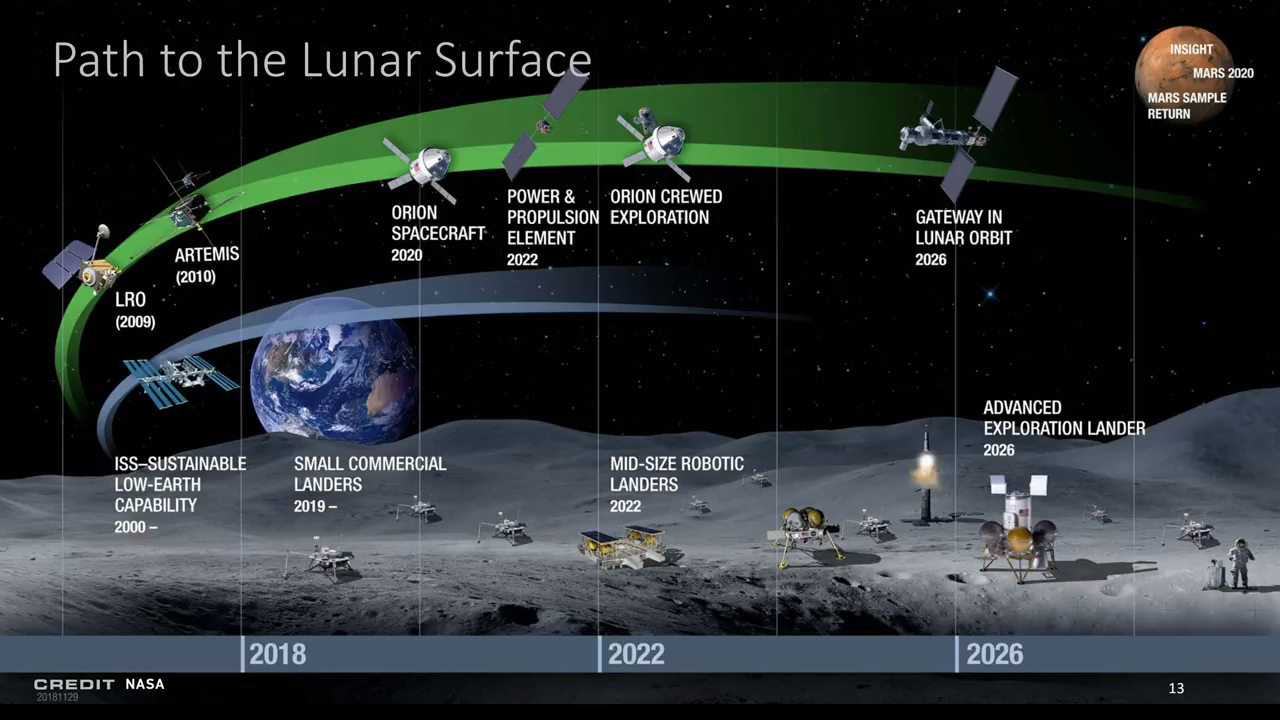 Path to the Lunar Surface
INSIGHT
MARS 2020
MARS SAMPLE
RETURN
ORION
SPACECRAFT
2020
POWER &
PROPULSION
ELEMENT
2022
ORION CREWED
EXPLORATION
GATEWAY IN
LUNAR ORBIT
2026
ARTEMIS
(2010)
LRO
(2009)
ADVANCED
EXPLORATION LANDER
2026
ISS–SUSTAINABLE
LOW-EARTH
CAPABILITY
2000 –
SMALL COMMERCIAL
LANDERS
2019 –
MID-SIZE ROBOTIC
LANDERS
2022
2018
2022
2026
CREDIT NASA
20181129
13